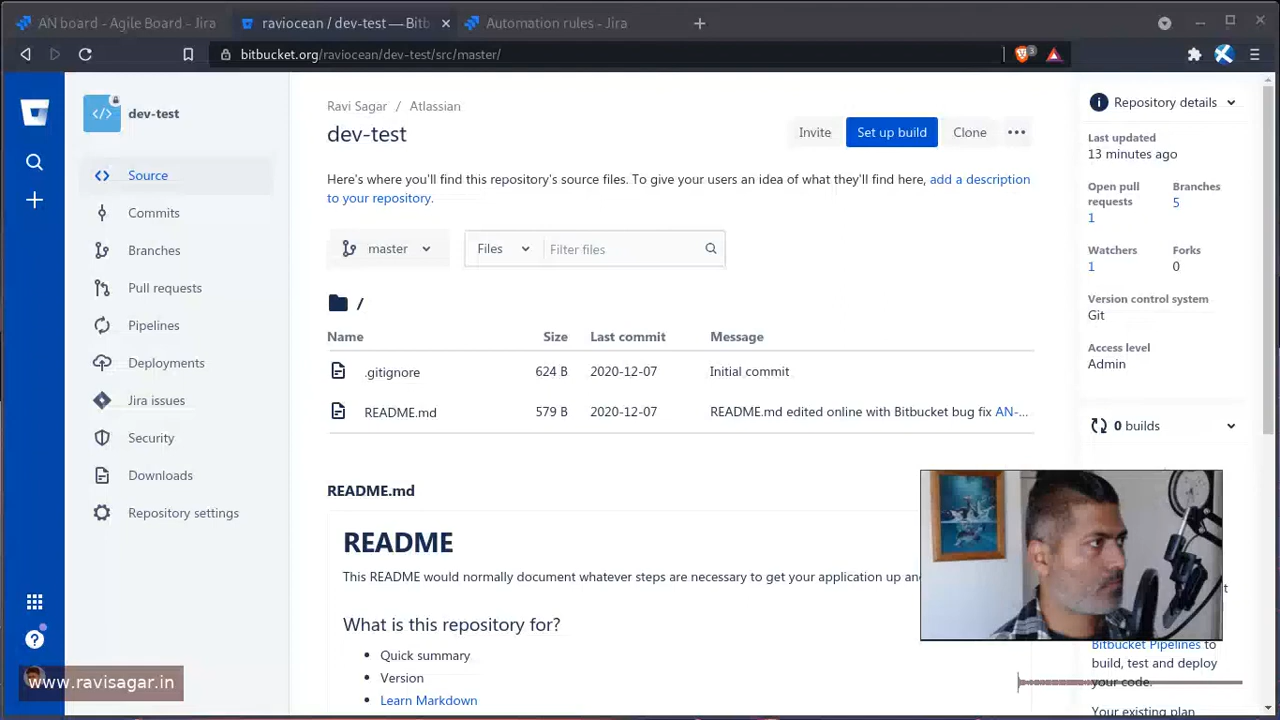 AN board - Agile Board - Jira
raviocean / dev-test — Bitb
Automation rules - Jira
bitbucket.org/raviocean/dev-test/src/master/
3
dev-test
Source
Commits
Branches
Pull requests
Pipelines
Deployments
Jira issues
Security
Downloads
Repository settings
Ravi Sagar / Atlassian
dev-test
Invite
Set up build
Clone
Here's where you'll find this repository's source files. To give your users an idea of what they'll find here, add a description
to your repository.
master
Files
Filter files
/
Name Size Last commit Message
.gitignore 624 B 2020-12-07 Initial commit
README.md 579 B 2020-12-07 README.md edited online with Bitbucket bug fix AN-...
README.md
README
This README would normally document whatever steps are necessary to get your application up an
What is this repository for?
• Quick summary
• Version
• Learn Markdown
Repository details
Last updated
13 minutes ago
Open pull
requests
1
Branches
5
Watchers
1
Forks
0
Version control system
Git
Access level
Admin
0 builds
Bitbucket Pipelines to
build, test and deploy
your code.
Your existing plan
www.ravisagar.in